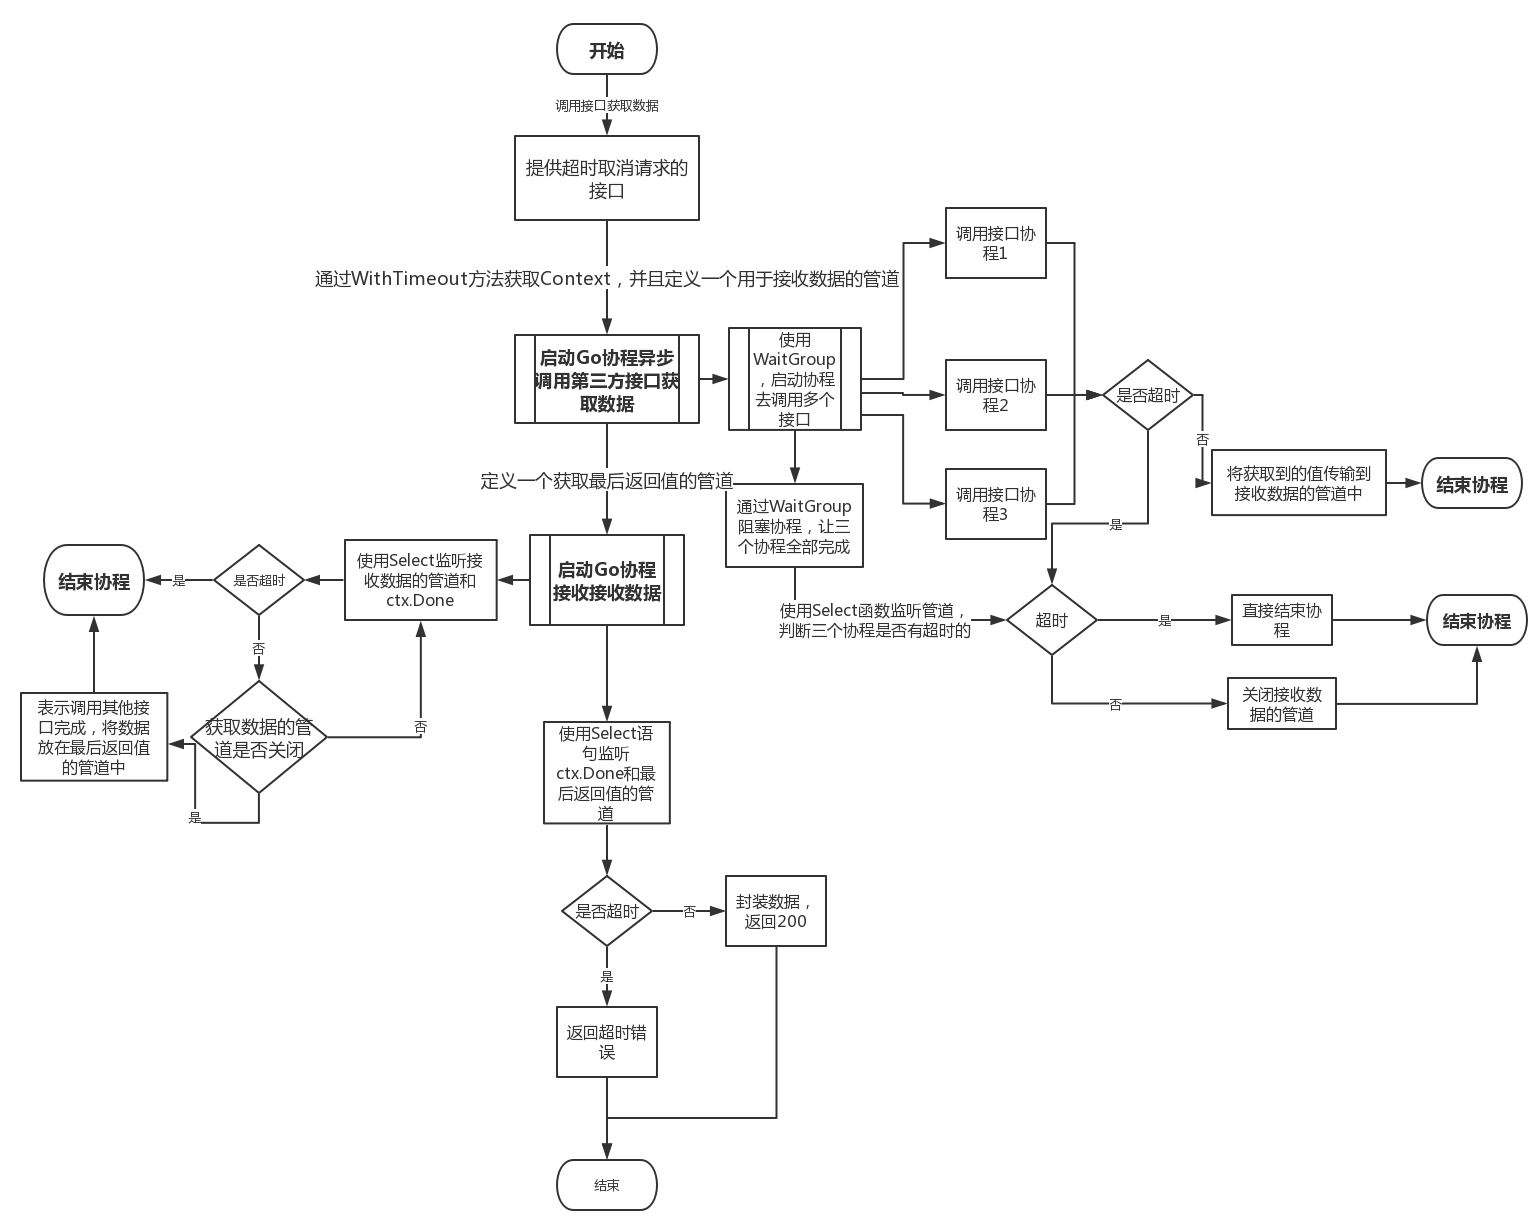 开始
调用接口获取数据
提供超时取消请求的
接口
通过WithTimeout方法获取Context，并且定义一个用于接收数据的管道
启动Go协程异步
调用第三方接口获
取数据
使用
WaitGroup
，启动协程
去调用多个
接口
调用接口协
程1
调用接口协
程2
调用接口协
程3
是否超时
否
将获取到的值传输到
接收数据的管道中
结束协程
是
定义一个获取最后返回值的管道
通过WaitGroup
阻塞协程，让三
个协程全部完成
使用Select函数监听管道，
判断三个协程是否有超时的
超时
是
直接结束协
程
结束协程
否
关闭接收数
据的管道
启动Go协程
接收接收数据
使用Select监听接
收数据的管道和
ctx.Done
是否超时
是
结束协程
否
获取数据的管
道是否关闭
否
是
表示调用其他接
口完成，将数据
放在最后返回值
的管道中
使用Select语
句监听
ctx.Done和最
后返回值的管
道
是否超时
否
封装数据，
返回200
是
返回超时错
误
结束